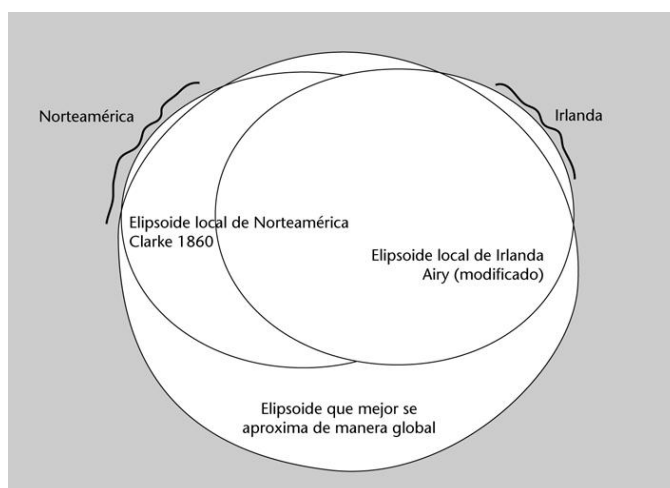 Norteamérica
Irlanda
Elipsoide local de Norteamérica
Clarke 1860
Elipsoide local de Irlanda
Airy (modificado)
Elipsoide que mejor se
aproxima de manera global